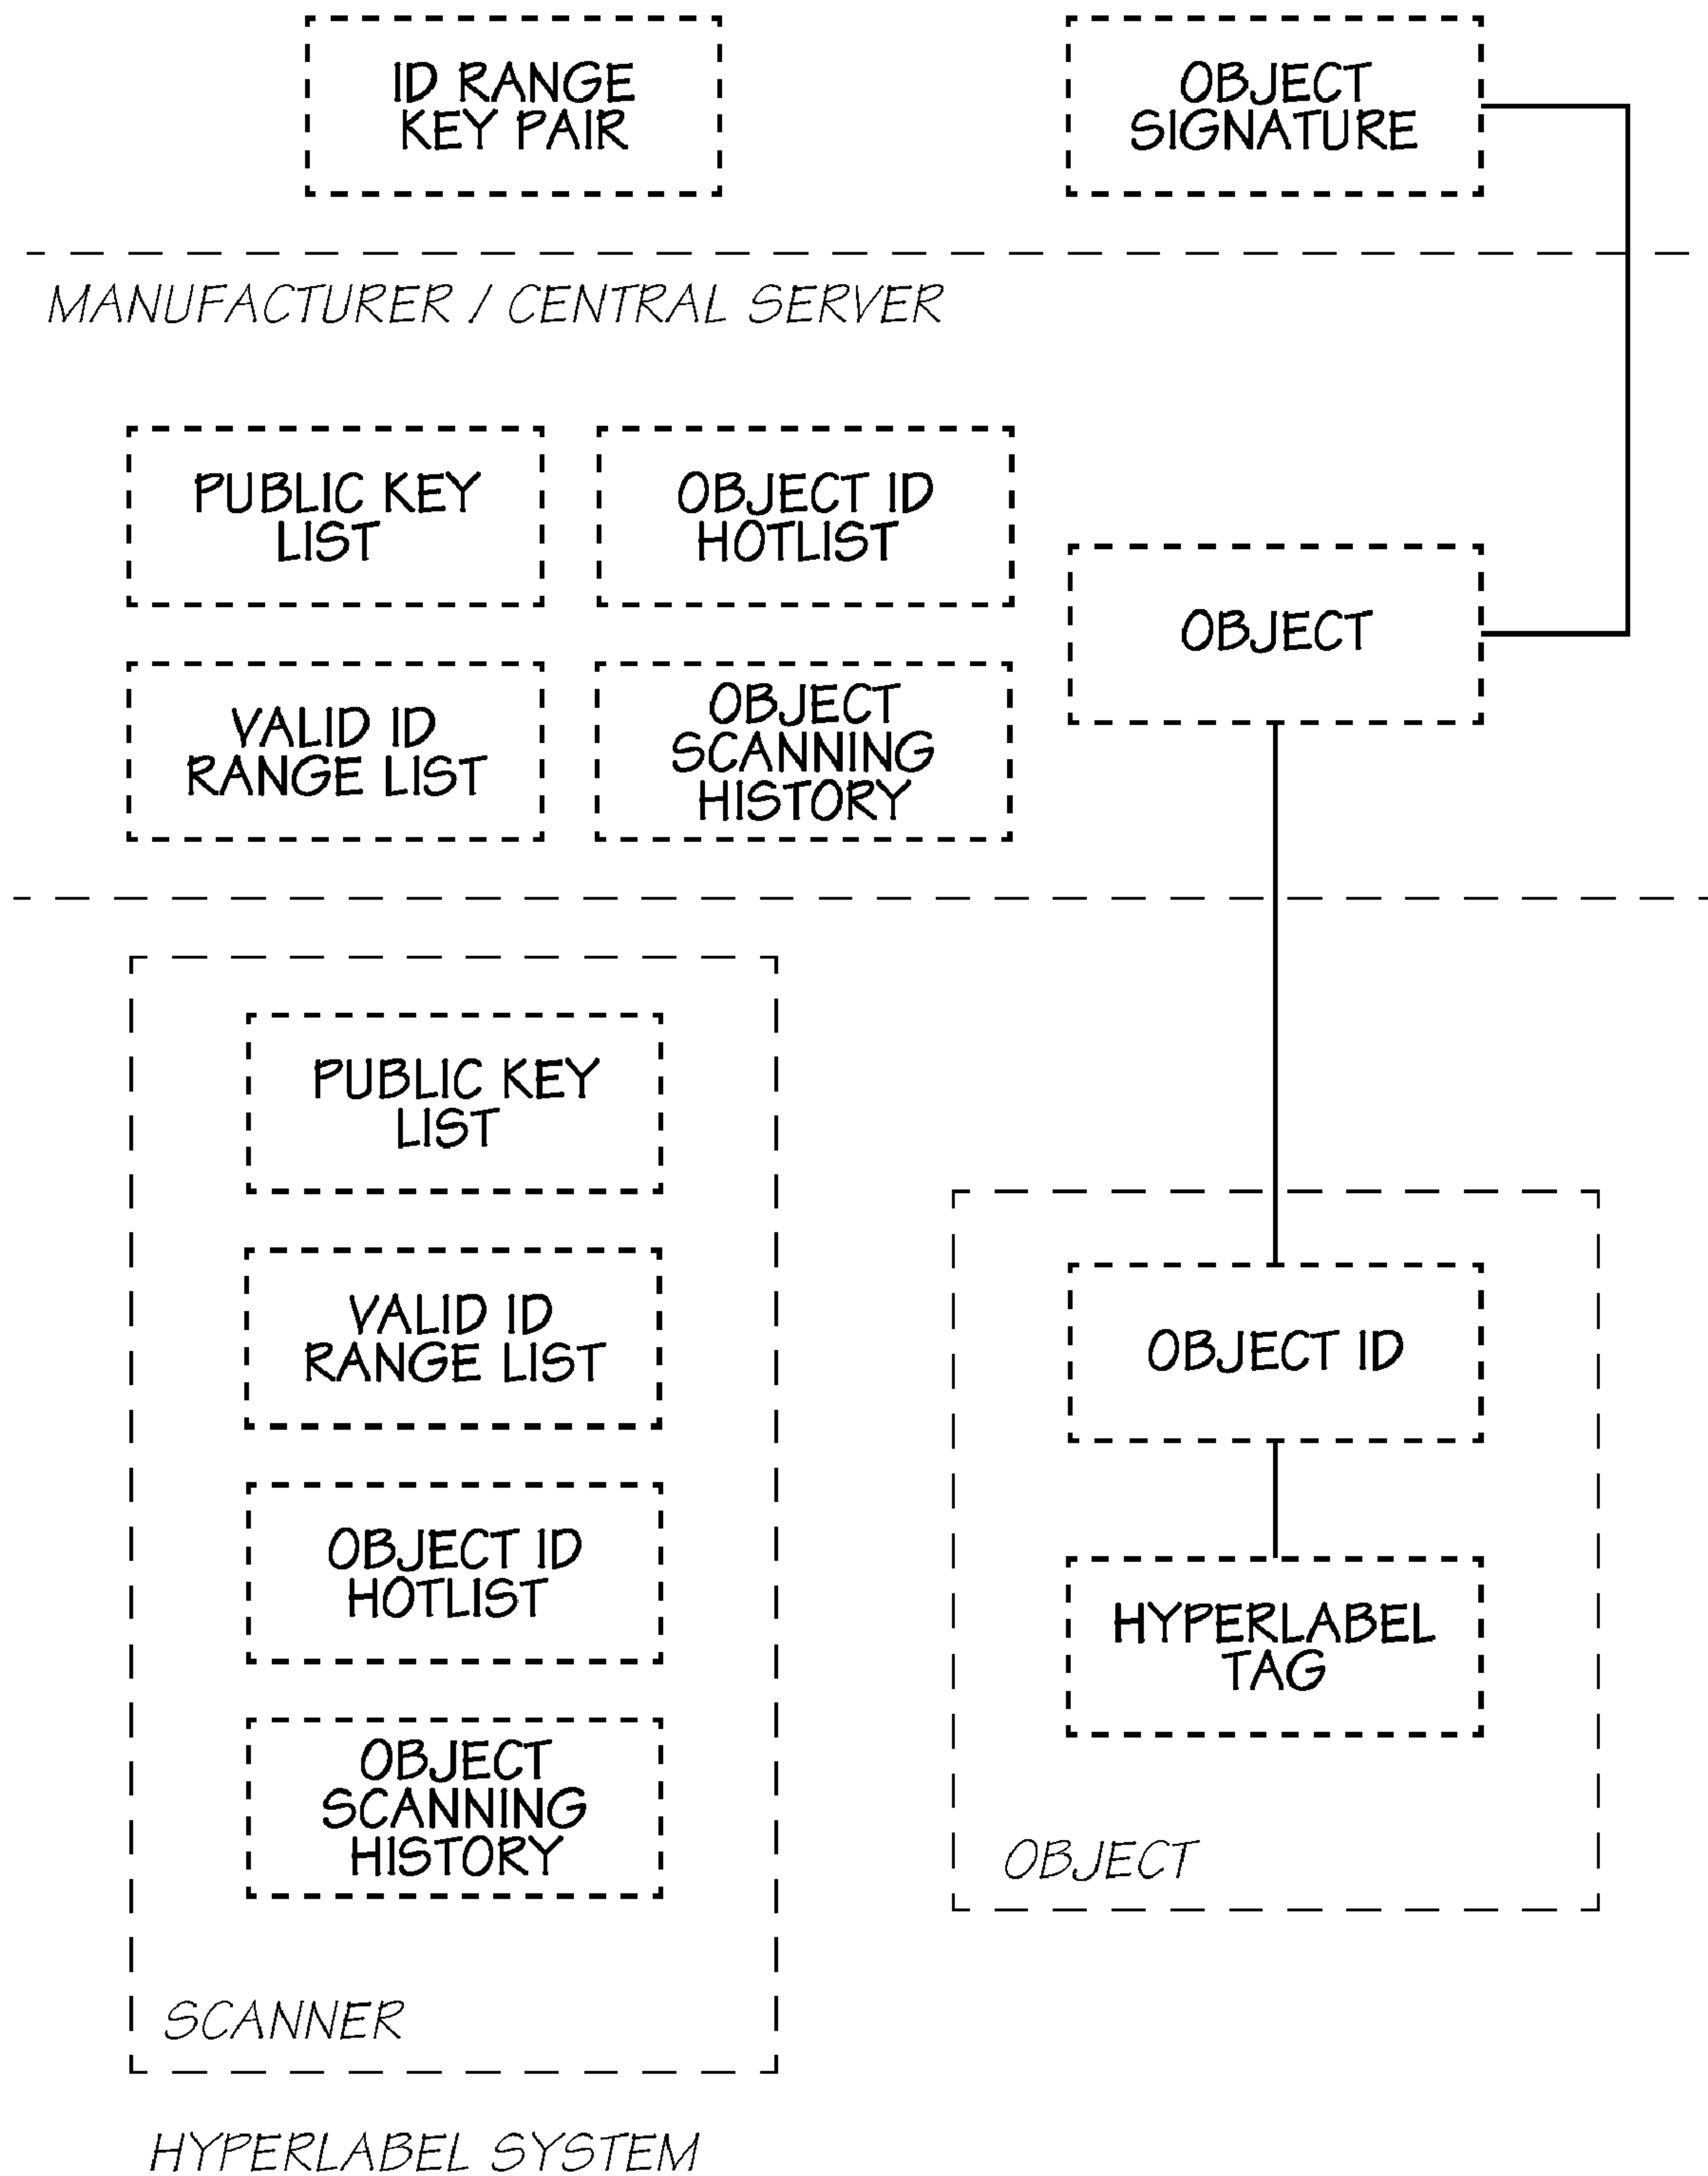 ID RANGE
KEY PAIR
OBJECT
SIGNATURE
MANUFACTURER / CENTRAL SERVER
PUBLIC KEY
LIST
OBJECT ID
HOTLIST
OBJECT
VALID ID
RANGE LIST
OBJECT
SCANNING
HISTORY
PUBLIC KEY
LIST
VALID ID
RANGE LIST
OBJECT ID
HOTLIST
OBJECT
SCANNING
HISTORY
SCANNER
OBJECT ID
HYPERLABEL
TAG
OBJECT
HYPERLABEL SYSTEM